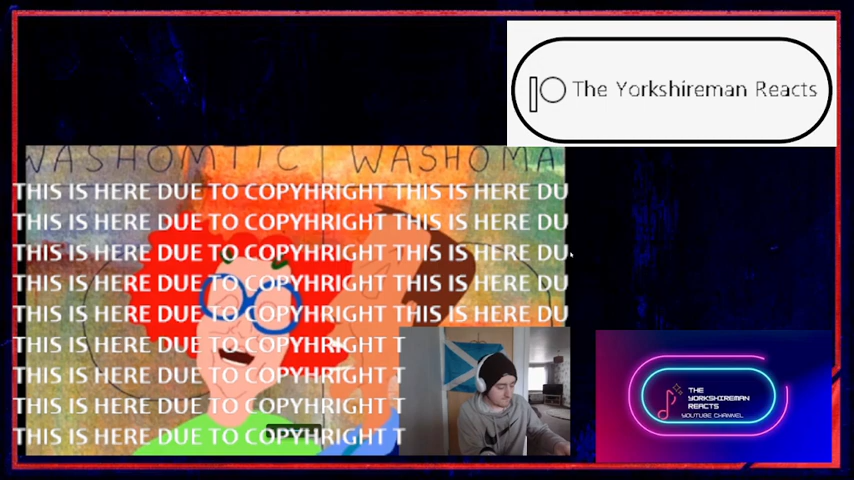 The Yorkshireman Reacts
WASHOMTIC WASHOMA
THIS IS HERE DUE TO COPYHRIGHT THIS IS HERE DU
THIS IS HERE DUE TO COPYHRIGHT THIS IS HERE DU
THIS IS HERE DUE TO COPYHRIGHT THIS IS HERE DU
THIS IS HERE DUE TO COPYHRIGHT THIS IS HERE DU
THIS IS HERE DUE TO COPYHRIGHT THIS IS HERE DU
THIS IS HERE DUE TO COPYHRIGHT T
THIS IS HERE DUE TO COPYHRIGHT T
THIS IS HERE DUE TO COPYHRIGHT T
THIS IS HERE DUE TO COPYHRIGHT T
THE
YORKSHIREMAN
REACTS
YOUTUBE CHANNEL